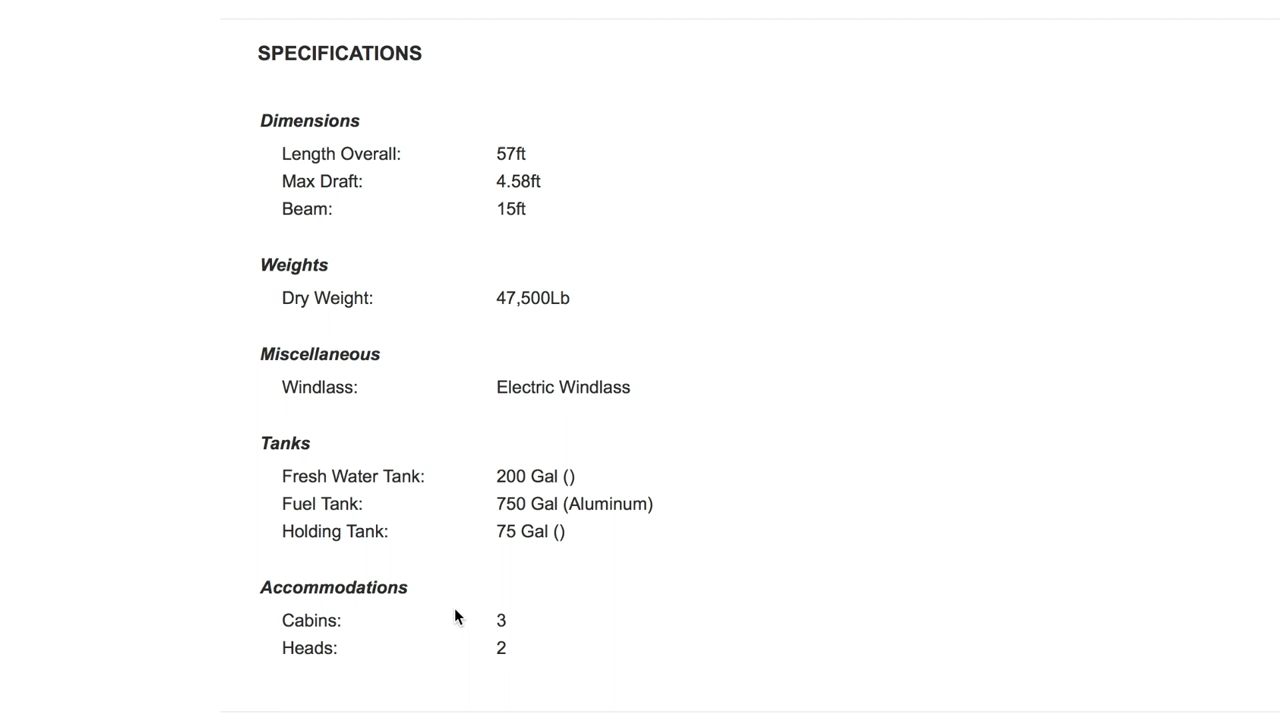 SPECIFICATIONS
Dimensions
Length Overall: 57ft
Max Draft: 4.58ft
Beam: 15ft
Weights
Dry Weight: 47,500Lb
Miscellaneous
Windlass: Electric Windlass
Tanks
Fresh Water Tank: 200 Gal ()
Fuel Tank: 750 Gal (Aluminum)
Holding Tank: 75 Gal ()
Accommodations
Cabins: 3
Heads: 2